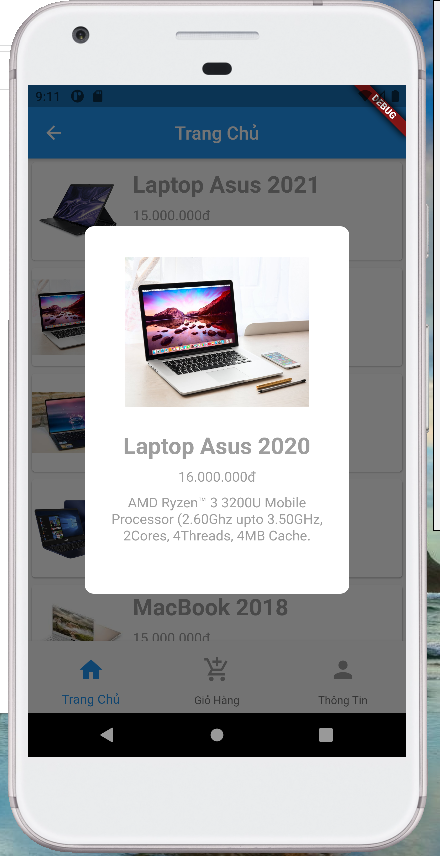 9:11
DEBUG
Trang Chủ
Laptop Asus 2021
15.000.000đ
Laptop Asus 2020
16.000.000đ
AMD Ryzen ™ 3 3200U Mobile
Processor (2.60Ghz upto 3.50GHz,
2Cores, 4Threads, 4MB Cache.
MacBook 2018
15.000.000đ
Trang Chủ
Giỏ Hàng
Thông Tin